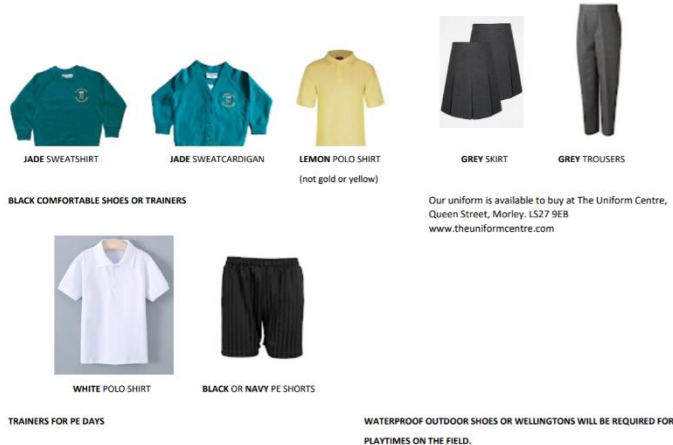 JADE SWEATSHIRT
JADE SWEATCARDIGAN
LEMON POLO SHIRT
(not gold or yellow)
GREY SKIRT
GREY TROUSERS
BLACK COMFORTABLE SHOES OR TRAINERS
Our uniform is available to buy at The Uniform Centre,
Queen Street, Morley. LS27 9EB
www.theuniformcentre.com
WHITE POLO SHIRT
BLACK OR NAVY PE SHORTS
TRAINERS FOR PE DAYS
WATERPROOF OUTDOOR SHOES OR WELLINGTONS WILL BE REQUIRED FOR
PLAYTIMES ON THE FIELD.